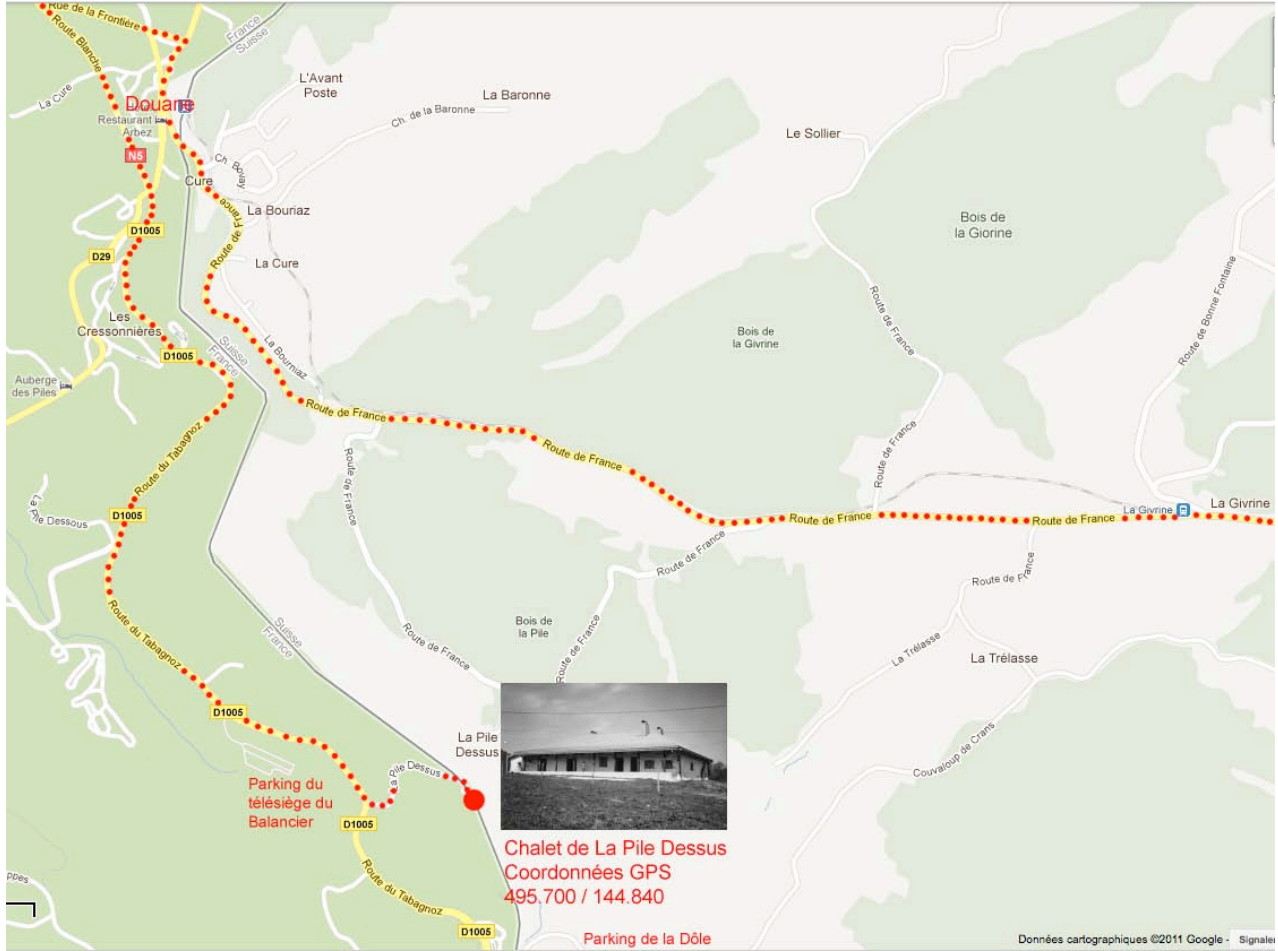 Rue de la Frontière
Route Blanche
France
Suisse
L'Avant
Poste
La Baronne
La Cure
Douane
Restaurant
Arbez
Ch. de la Baronne
Le Sollier
N5
Ch. Bovay
Cure
La Bouriaz
Bois de
la Giorine
D1005
Route de France
D29
La Cure
Route de Bonne Fontaine
Route de France
Les
Cressonnières
Suisse
France
La Bourniaz
Bois de
la Givrine
D1005
Auberge
des Piles
Route de France
Route du Tabagnoz
Route de France
Route de France
Route de France
La Pile Dessous
D1005
La Givrine
La Givrine
Route de France
Route de France
Route de France
Route de France
Route du Tabagnoz
Suisse
France
Bois de
la Pile
Route de France
Route de France
La Trélasse
La Trélasse
D1005
La Pile
Dessus
La Pile Dessus
Couvaloup de Crans
Parking du
télésiège du
Balancier
D1005
Chalet de La Pile Dessus
Coordonnées GPS
495.700 / 144.840
Route du Tabagnoz
D1005
Parking de la Dôle
Données cartographiques ©2011 Google -